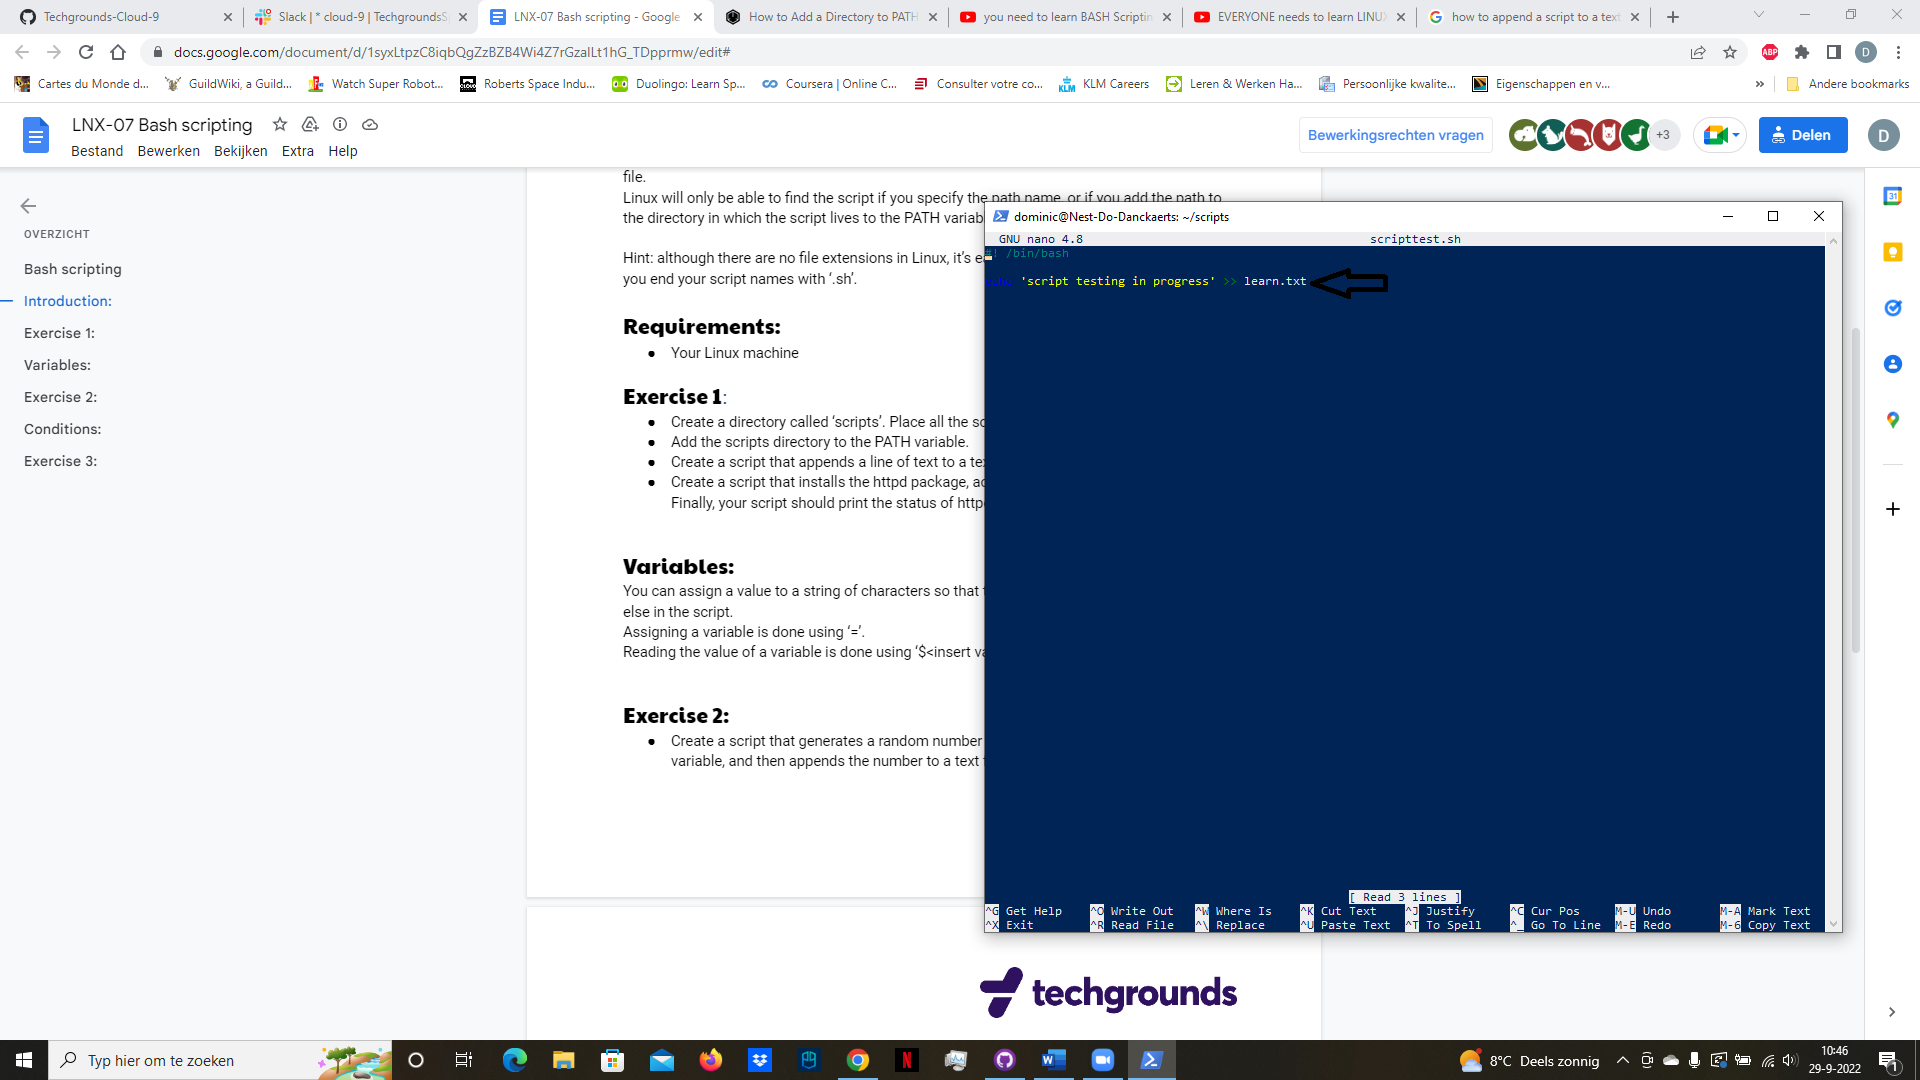 Techgrounds-Cloud-9
Slack | * cloud-9 | TechgroundsS
LNX-07 Bash scripting - Google
How to Add a Directory to PATH
you need to learn BASH Scriptin
EVERYONE needs to learn LINUX
how to append a script to a text
docs.google.com/document/d/1syxLtpzC8iqbQgZzBZB4Wi4Z7rGzalLt1hG_TDpprmw/edit#
ABP
D
Cartes du Monde d...
GuildWiki, a Guild...
Watch Super Robot...
Roberts Space Indu...
Duolingo: Learn Sp...
Coursera | Online C...
Consulter votre co...
KLM Careers
Leren & Werken Ha...
Persoonlijke kwalite...
Eigenschappen en v...
»
Andere bookmarks
LNX-07 Bash scripting
Bestand Bewerken Bekijken Extra Help
Bewerkingsrechten vragen
+3
Delen
D
OVERZICHT
Bash scripting
Introduction:
Exercise 1:
Variables:
Exercise 2:
Conditions:
Exercise 3:
file.
Linux will only be able to find the script if you specify the path name, or if you add the path to
the directory in which the script lives to the PATH variab
Hint: although there are no file extensions in Linux, it's ea
you end your script names with '.sh'.
Requirements:
● Your Linux machine
Exercise 1:
● Create a directory called 'scripts'. Place all the sc
● Add the scripts directory to the PATH variable.
● Create a script that appends a line of text to a tex
● Create a script that installs the httpd package, ac
Finally, your script should print the status of http
Variables:
You can assign a value to a string of characters so that t
else in the script.
Assigning a variable is done using '='.
Reading the value of a variable is done using '$<insert va
Exercise 2:
● Create a script that generates a random number
variable, and then appends the number to a text f
techgrounds
dominic@Nest-Do-Danckaerts: ~/scripts
GNU nano 4.8 scripttest.sh
#! /bin/bash
echo 'script testing in progress' >> learn.txt
[ Read 3 lines ]
^G Get Help ^O Write Out ^W Where Is ^K Cut Text ^J Justify ^C Cur Pos M-U Undo M-A Mark Text
^X Exit ^R Read File ^\ Replace ^U Paste Text ^T To Spell ^_ Go To Line M-E Redo M-6 Copy Text
31
Typ hier om te zoeken
8°C Deels zonnig
10:46
29-9-2022
1